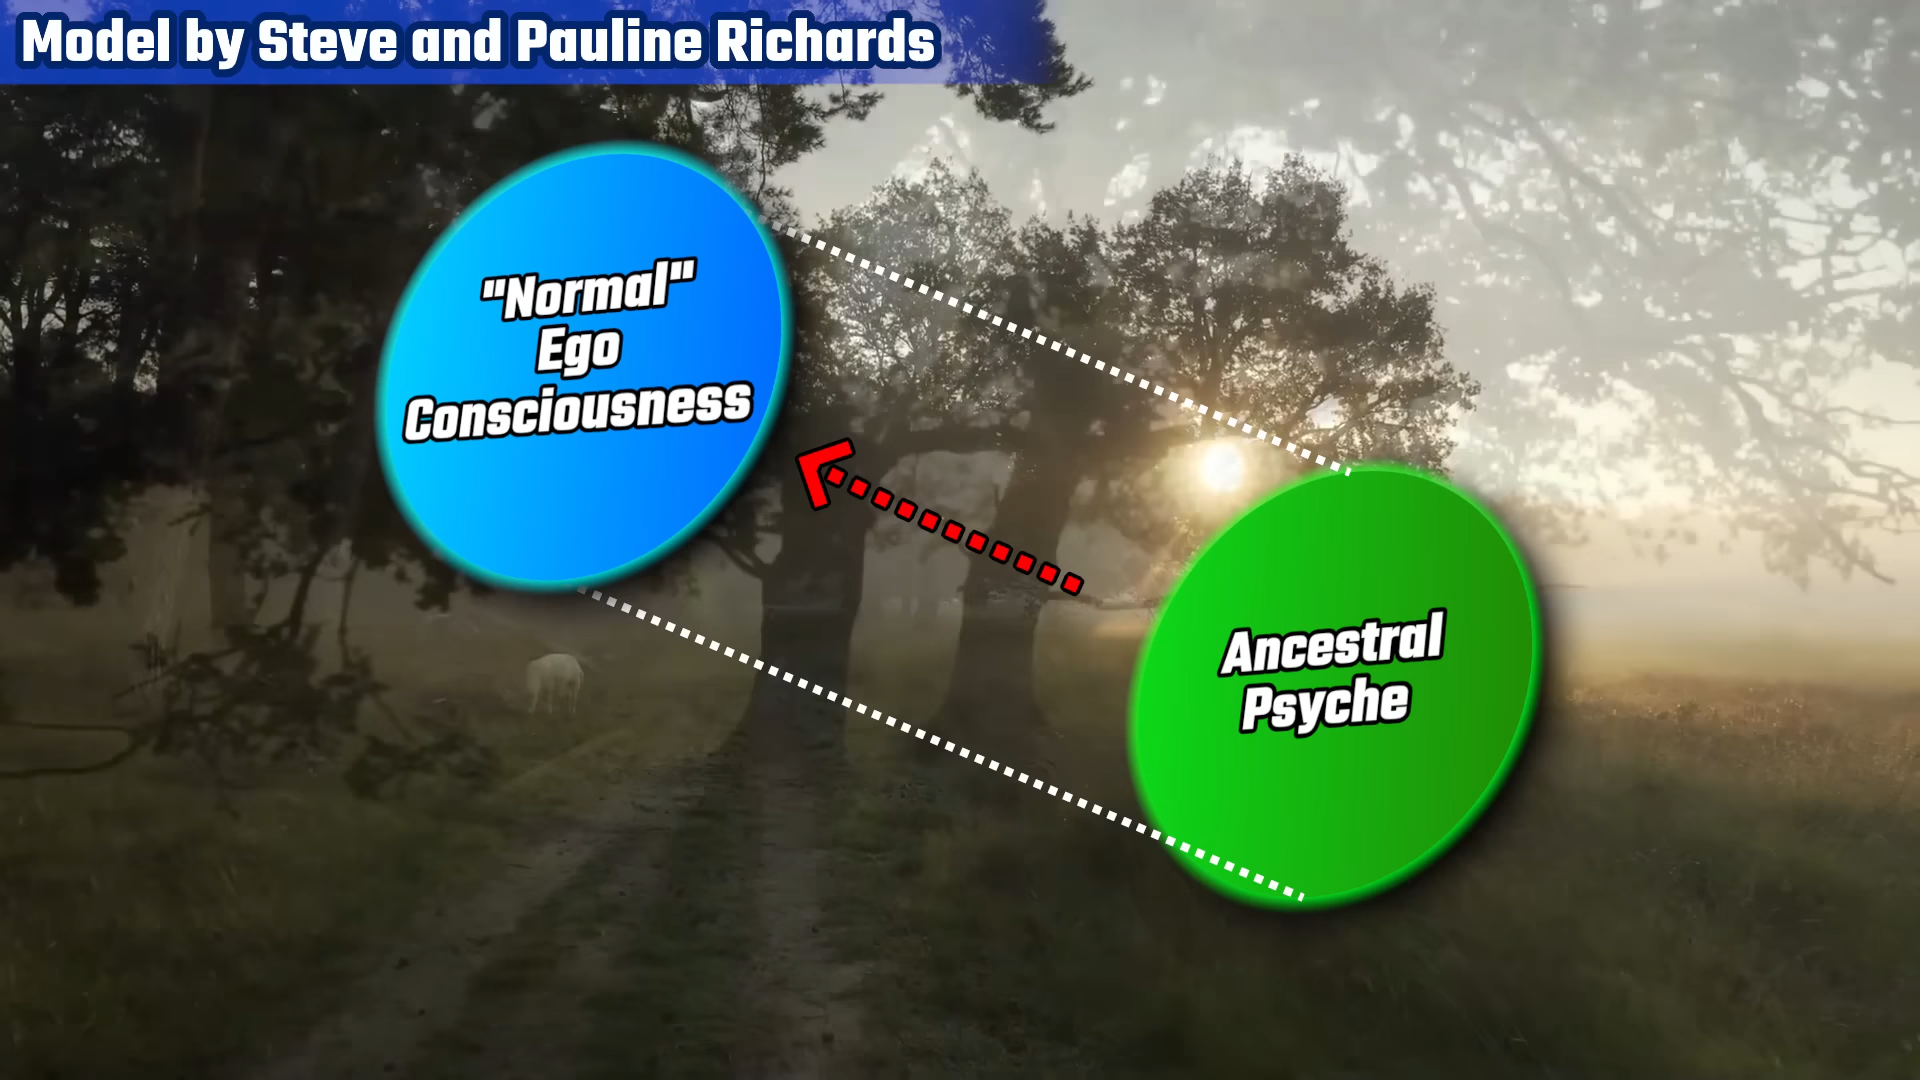 Model by Steve and Pauline Richards
"Normal"
Ego
Consciousness
Ancestral
Psyche